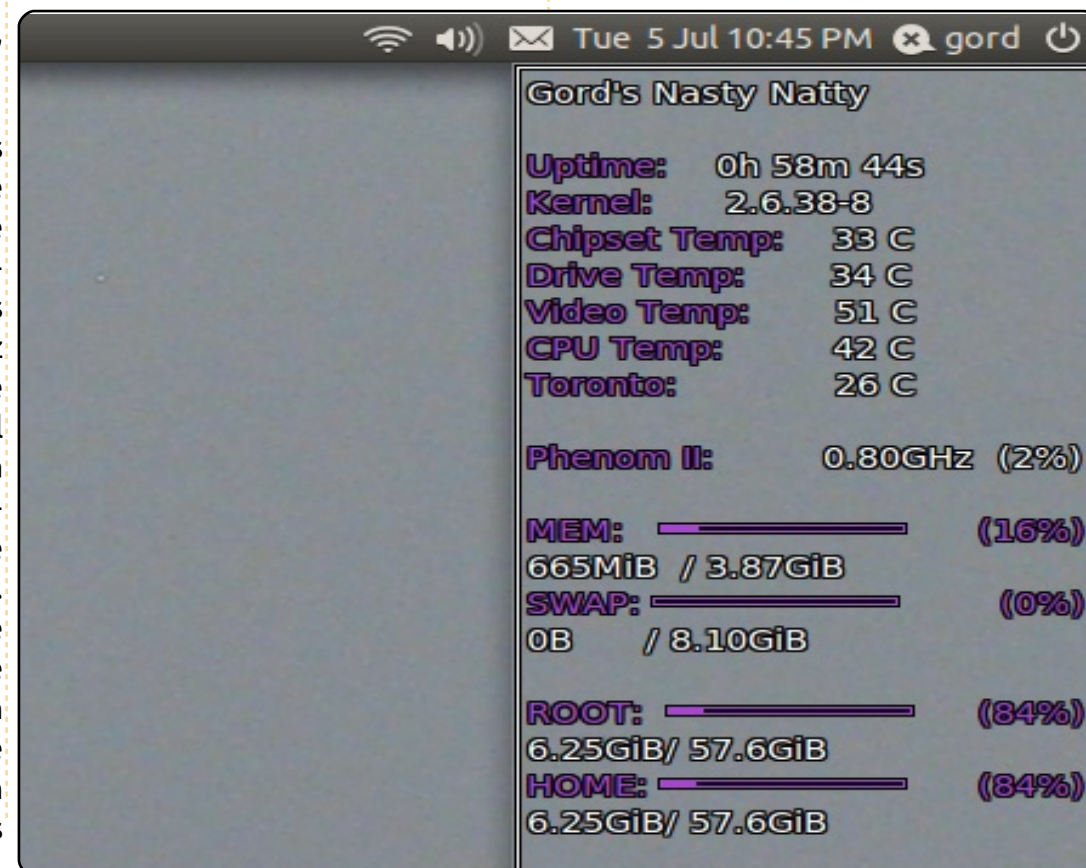 Tue 5 Jul 10:45 PM gord
Gord's Nasty Natty
Uptime: 0h 58m 44s
Kernel: 2.6.38-8
Chipset Temp: 33 C
Drive Temp: 34 C
Video Temp: 51 C
CPU Temp: 42 C
Toronto: 26 C
Phenom II: 0.80GHz (2%)
MEM: (16%)
665MiB / 3.87GiB
SWAP: (0%)
0B / 8.10GiB
ROOT: (84%)
6.25GiB/ 57.6GiB
HOME: (84%)
6.25GiB/ 57.6GiB